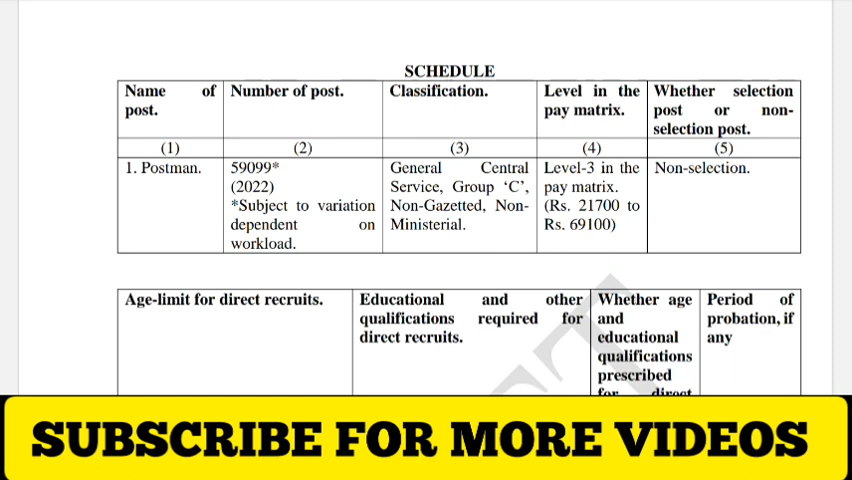 SCHEDULE
Name of post.
Number of post.
Classification.
Level in the pay matrix.
Whether selection post or non-selection post.
(1)
(2)
(3)
(4)
(5)
1. Postman.
59099*
(2022)
*Subject to variation
dependent on
workload.
General Central
Service, Group ‘C’,
Non-Gazetted, Non-
Ministerial.
Level-3 in the
pay matrix.
(Rs. 21700 to
Rs. 69100)
Non-selection.
Age-limit for direct recruits.
Educational and other
qualifications required for
direct recruits.
Whether age
and
educational
qualifications
prescribed
for direct
Period of
probation, if
any
SUBSCRIBE FOR MORE VIDEOS